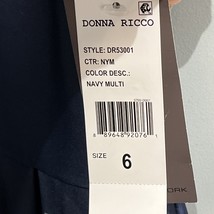 DONNA RICCO
STYLE: DR53001
CTR: NYM
COLOR DESC.:
NAVY MULTI
8 89648 92076 1
SIZE 6